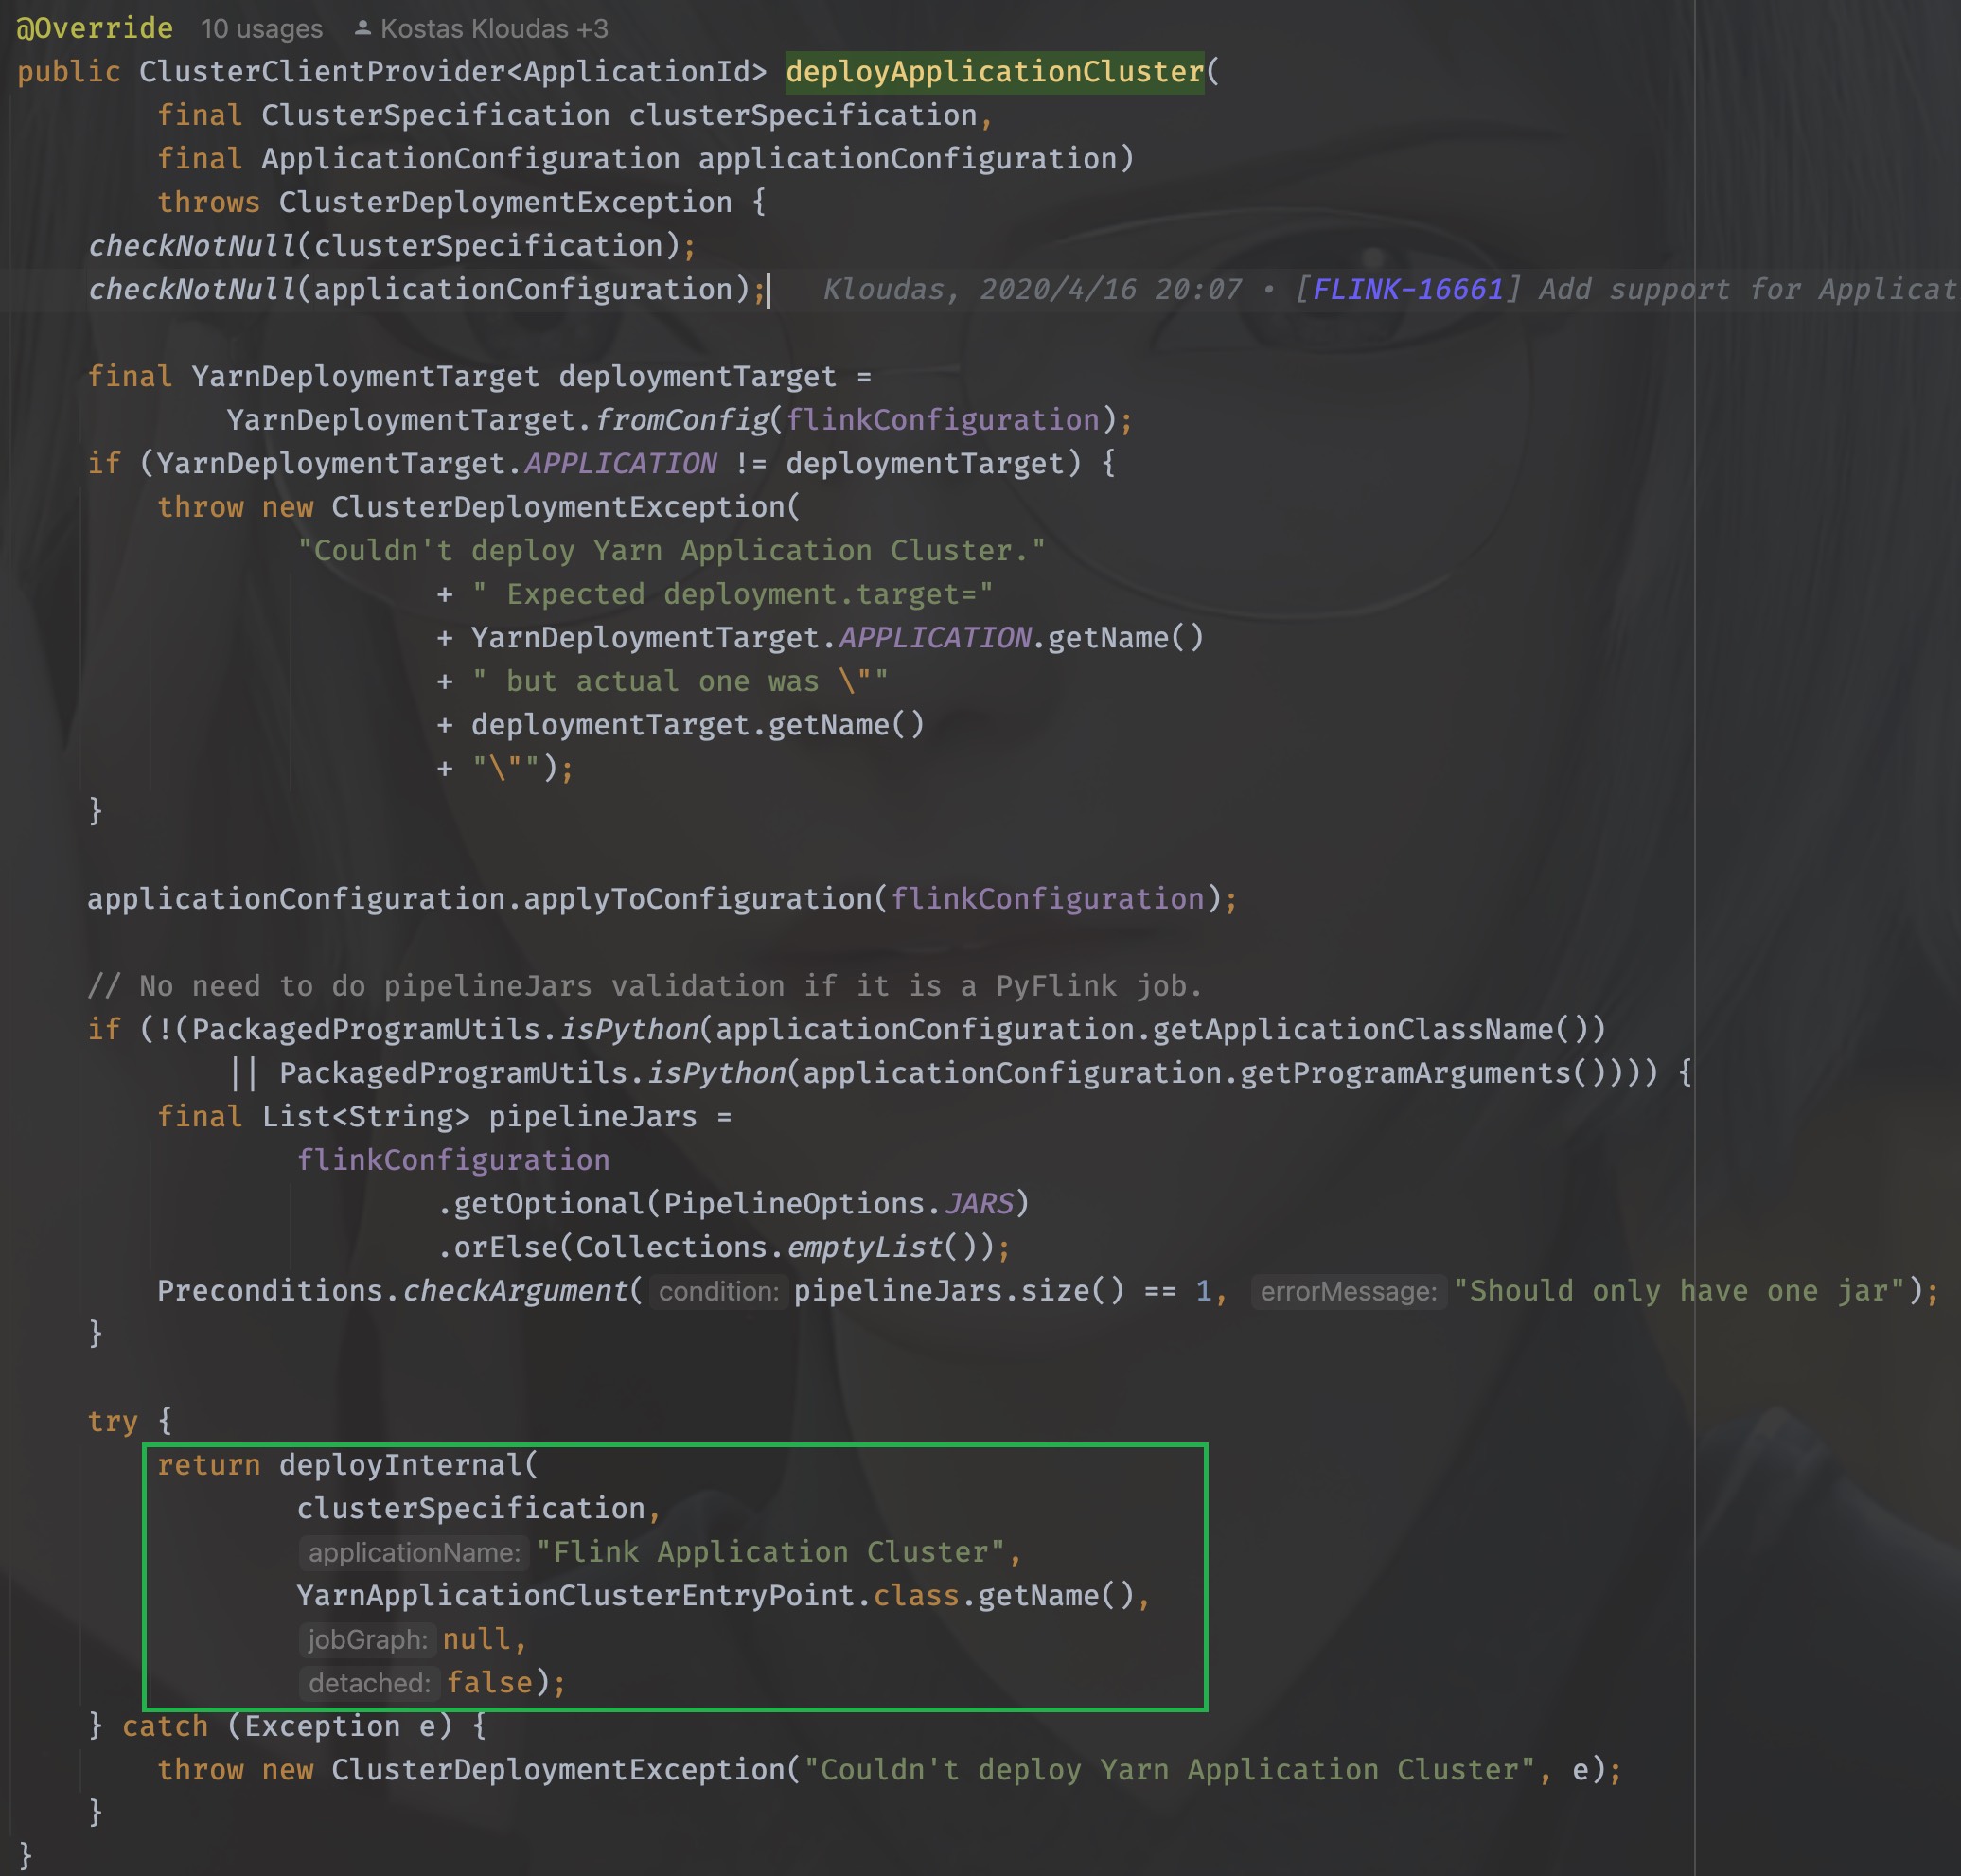 @Override 10 usages Kostas Kloudas +3
public ClusterClientProvider<ApplicationId> deployApplicationCluster(
final ClusterSpecification clusterSpecification,
final ApplicationConfiguration applicationConfiguration)
throws ClusterDeploymentException {
checkNotNull(clusterSpecification);
checkNotNull(applicationConfiguration); Kloudas, 2020/4/16 20:07 • [FLINK-16661] Add support for Applicat
final YarnDeploymentTarget deploymentTarget =
YarnDeploymentTarget.fromConfig(flinkConfiguration);
if (YarnDeploymentTarget.APPLICATION != deploymentTarget) {
throw new ClusterDeploymentException(
"Couldn't deploy Yarn Application Cluster."
+ " Expected deployment.target="
+ YarnDeploymentTarget.APPLICATION.getName()
+ " but actual one was \""
+ deploymentTarget.getName()
+ "\"");
}
applicationConfiguration.applyToConfiguration(flinkConfiguration);
// No need to do pipelineJars validation if it is a PyFlink job.
if (!(PackagedProgramUtils.isPython(applicationConfiguration.getApplicationClassName())
|| PackagedProgramUtils.isPython(applicationConfiguration.getProgramArguments()))) {
final List<String> pipelineJars =
flinkConfiguration
.getOptional(PipelineOptions.JARS)
.orElse(Collections.emptyList());
Preconditions.checkArgument( condition: pipelineJars.size() == 1, errorMessage: "Should only have one jar");
}
try {
return deployInternal(
clusterSpecification,
applicationName: "Flink Application Cluster",
YarnApplicationClusterEntryPoint.class.getName(),
jobGraph: null,
detached: false);
} catch (Exception e) {
throw new ClusterDeploymentException("Couldn't deploy Yarn Application Cluster", e);
}
}